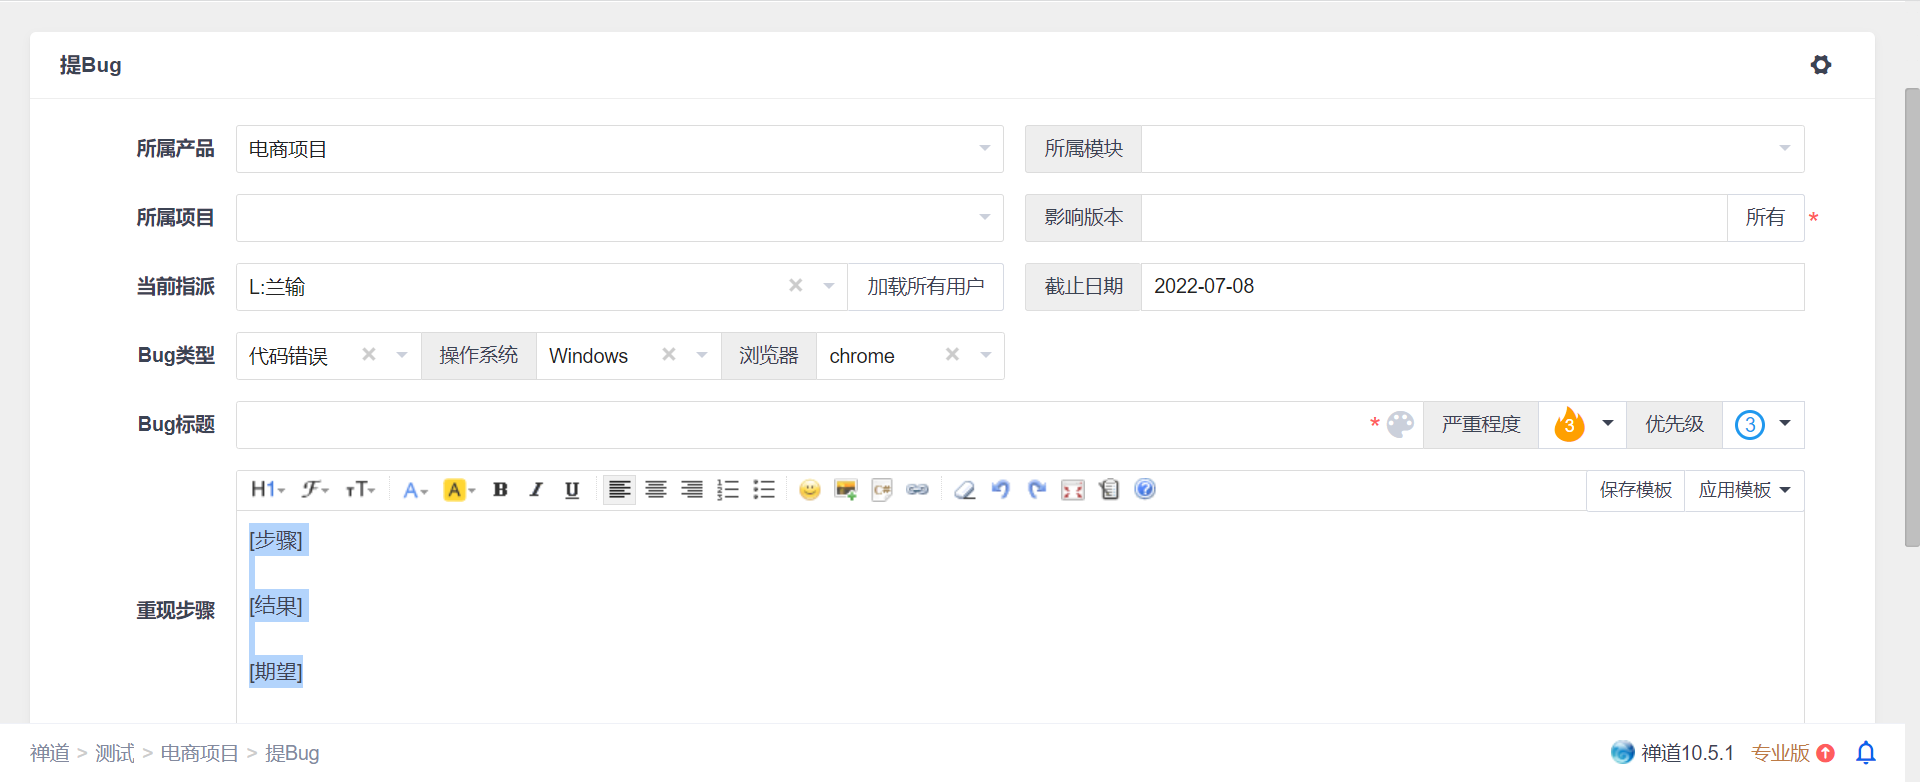 提Bug
所属产品 电商项目 所属模块
所属项目 影响版本 所有 *
当前指派 L:兰输 加载所有用户 截止日期 2022-07-08
Bug类型 代码错误 操作系统 Windows 浏览器 chrome
Bug标题 * 严重程度 3 优先级 3
H1 F TT A A B I U C# 保存模板 应用模板
[步骤]
[结果]
重现步骤
[期望]
禅道 > 测试 > 电商项目 > 提Bug 禅道10.5.1 专业版